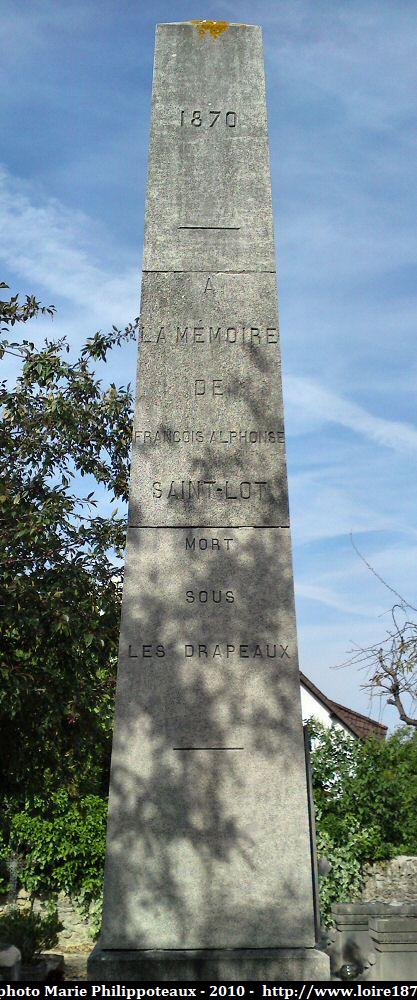 1870
A
LA MÉMOIRE
DE
FRANÇOIS ALPHONSE
SAINT-LOT
MORT
SOUS
LES DRAPEAUX
photo Marie Philippoteaux - 2010 - http://www.loire187